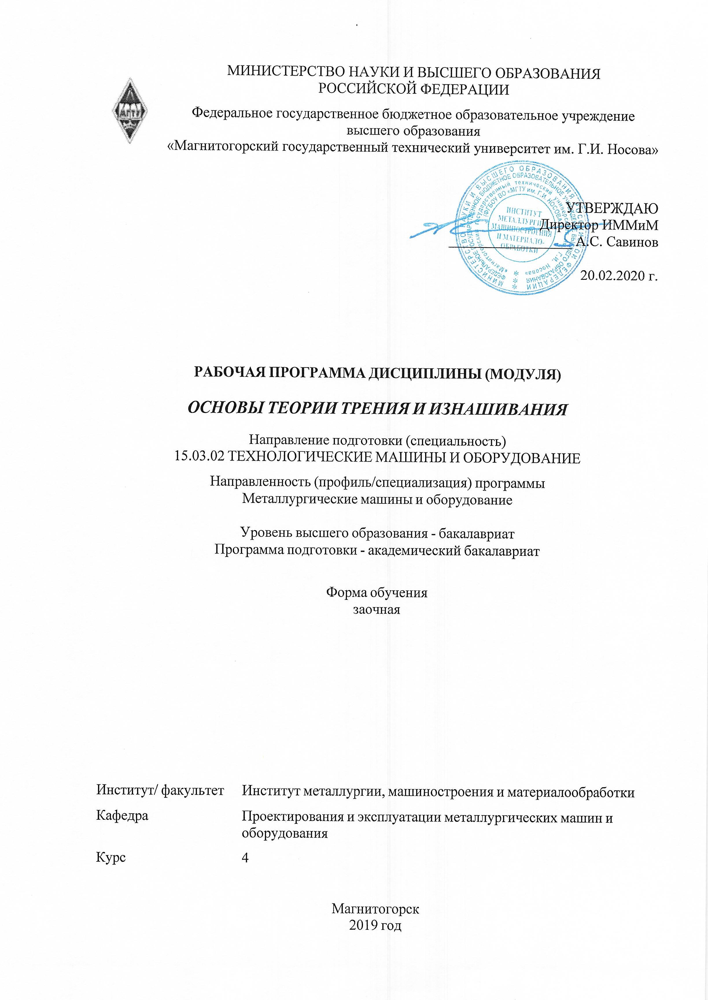 МИНИСТЕРСТВО НАУКИ И ВЫСШЕГО ОБРАЗОВАНИЯ
РОССИЙСКОЙ ФЕДЕРАЦИИ
Федеральное государственное бюджетное образовательное учреждение
высшего образования
«Магнитогорский государственный технический университет им. Г.И. Носова»
МИНИСТЕРСТВО НАУКИ И ВЫСШЕГО ОБРАЗОВАНИЯ РОССИЙСКОЙ ФЕДЕРАЦИИ
ФЕДЕРАЛЬНОЕ ГОСУДАРСТВЕННОЕ БЮДЖЕТНОЕ ОБРАЗОВАТЕЛЬНОЕ УЧРЕЖДЕНИЕ ВЫСШЕГО ОБРАЗОВАНИЯ
«Магнитогорский государственный технический университет им. Г.И. Носова»
(ФГБОУ ВО «МГТУ им. Г.И. НОСОВА»)
ИНСТИТУТ
МЕТАЛЛУРГИИ,
МАШИНОСТРОЕНИЯ
И МАТЕРИАЛО-
ОБРАБОТКИ
УТВЕРЖДАЮ
Директор ИММиМ
А.С. Савинов
20.02.2020 г.
РАБОЧАЯ ПРОГРАММА ДИСЦИПЛИНЫ (МОДУЛЯ)
ОСНОВЫ ТЕОРИИ ТРЕНИЯ И ИЗНАШИВАНИЯ
Направление подготовки (специальность)
15.03.02 ТЕХНОЛОГИЧЕСКИЕ МАШИНЫ И ОБОРУДОВАНИЕ
Направленность (профиль/специализация) программы
Металлургические машины и оборудование
Уровень высшего образования - бакалавриат
Программа подготовки - академический бакалавриат
Форма обучения
заочная
Институт/ факультет Институт металлургии, машиностроения и материалообработки
Кафедра Проектирования и эксплуатации металлургических машин и
оборудования
Курс 4
Магнитогорск
2019 год